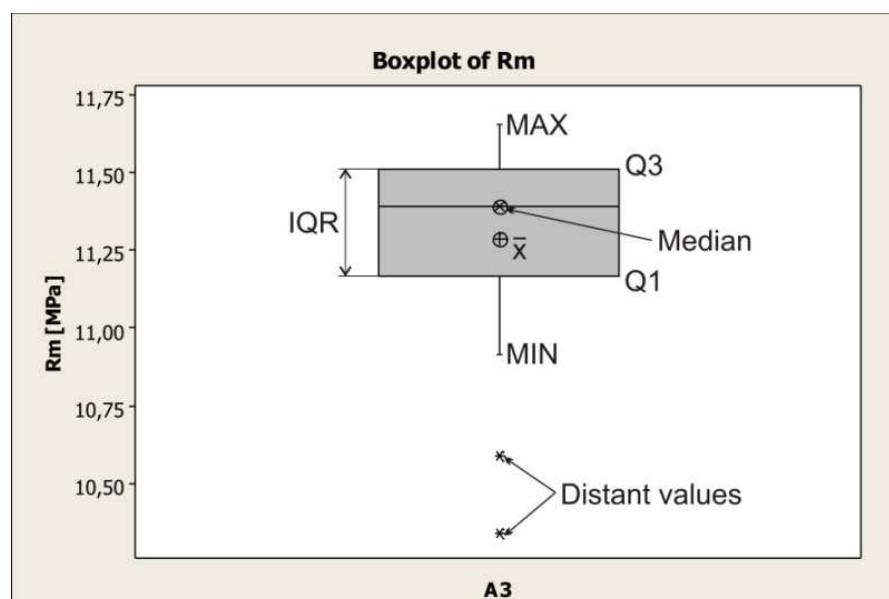 Boxplot of Rm
11,75
11,50
11,25
11,00
10,75
10,50
Rm [MPa]
MAX
Q3
IQR
Median
x̄
Q1
MIN
Distant values
A3